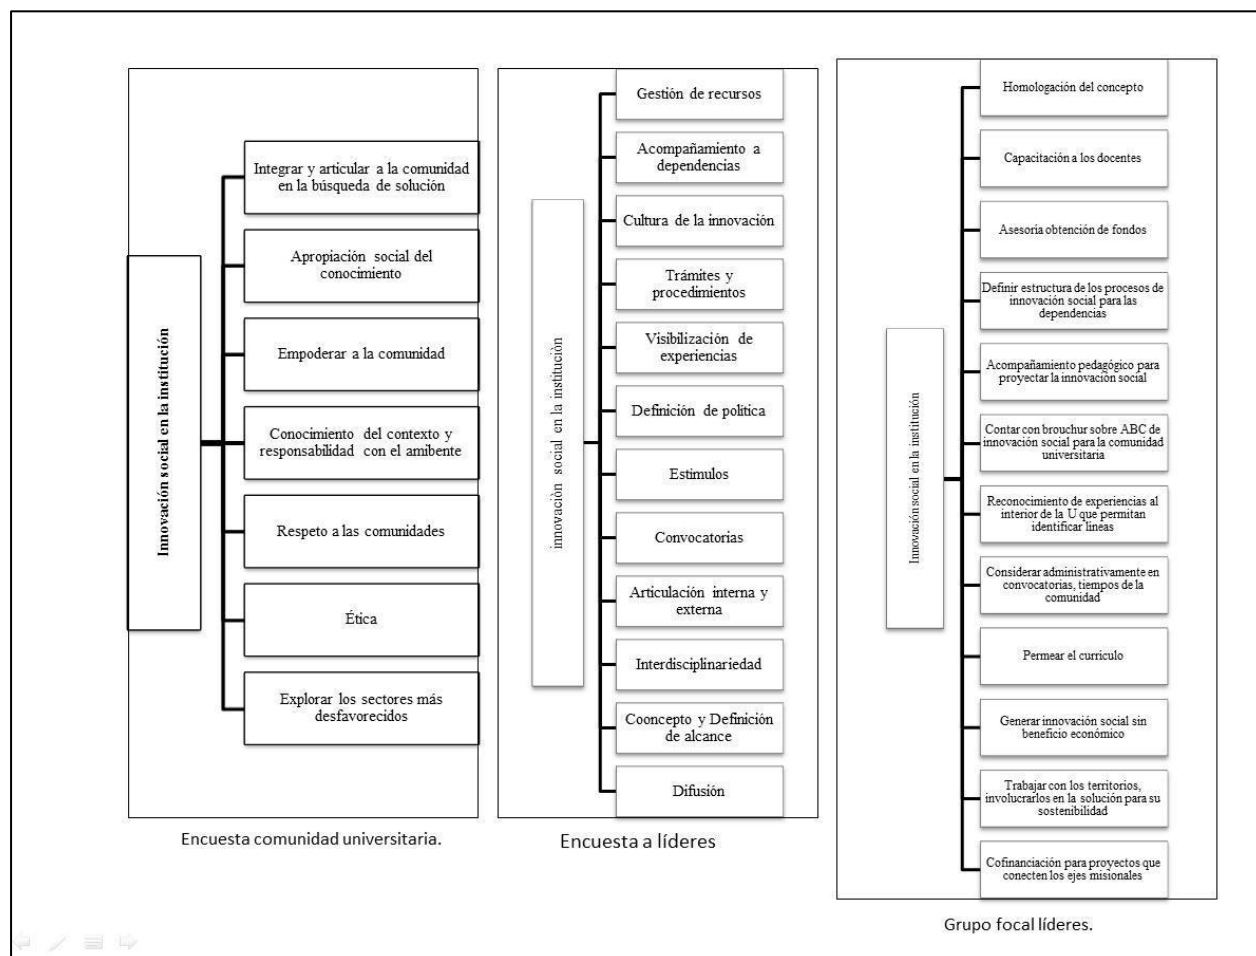 Innovación social en la institución
Integrar y articular a la comunidad
en la búsqueda de solución
Apropiación social del
conocimiento
Empoderar a la comunidad
Conocimiento del contexto y
responsabilidad con el amibente
Respeto a las comunidades
Ética
Explorar los sectores más
desfavorecidos
Encuesta comunidad universitaria.
innovaciòn social en la instituciòn
Gestión de recursos
Acompañamiento a
dependencias
Cultura de la innovación
Trámites y
procedimientos
Visibilización de
experiencias
Definición de política
Estímulos
Convocatorias
Articulación interna y
externa
Interdisciplinariedad
Cooncepto y Definición
de alcance
Difusión
Encuesta a líderes
Innovación social en la institución
Homologación del concepto
Capacitación a los docentes
Asesoría obtención de fondos
Definir estructura de los procesos de
innovación social para las
dependencias
Acompañamiento pedagógico para
proyectar la innovación social
Contar con brouchur sobre ABC de
innovación social para la comunidad
universitaria
Reconocimiento de experiencias al
interior de la U que permitan
identificar líneas
Considerar administrativamente en
convocatorias, tiempos de la
comunidad
Permear el currículo
Generar innovación social sin
beneficio económico
Trabajar con los territorios,
involucrarlos en la solución para su
sostenibilidad
Cofinanciación para proyectos que
conecten los ejes misionales
Grupo focal líderes.